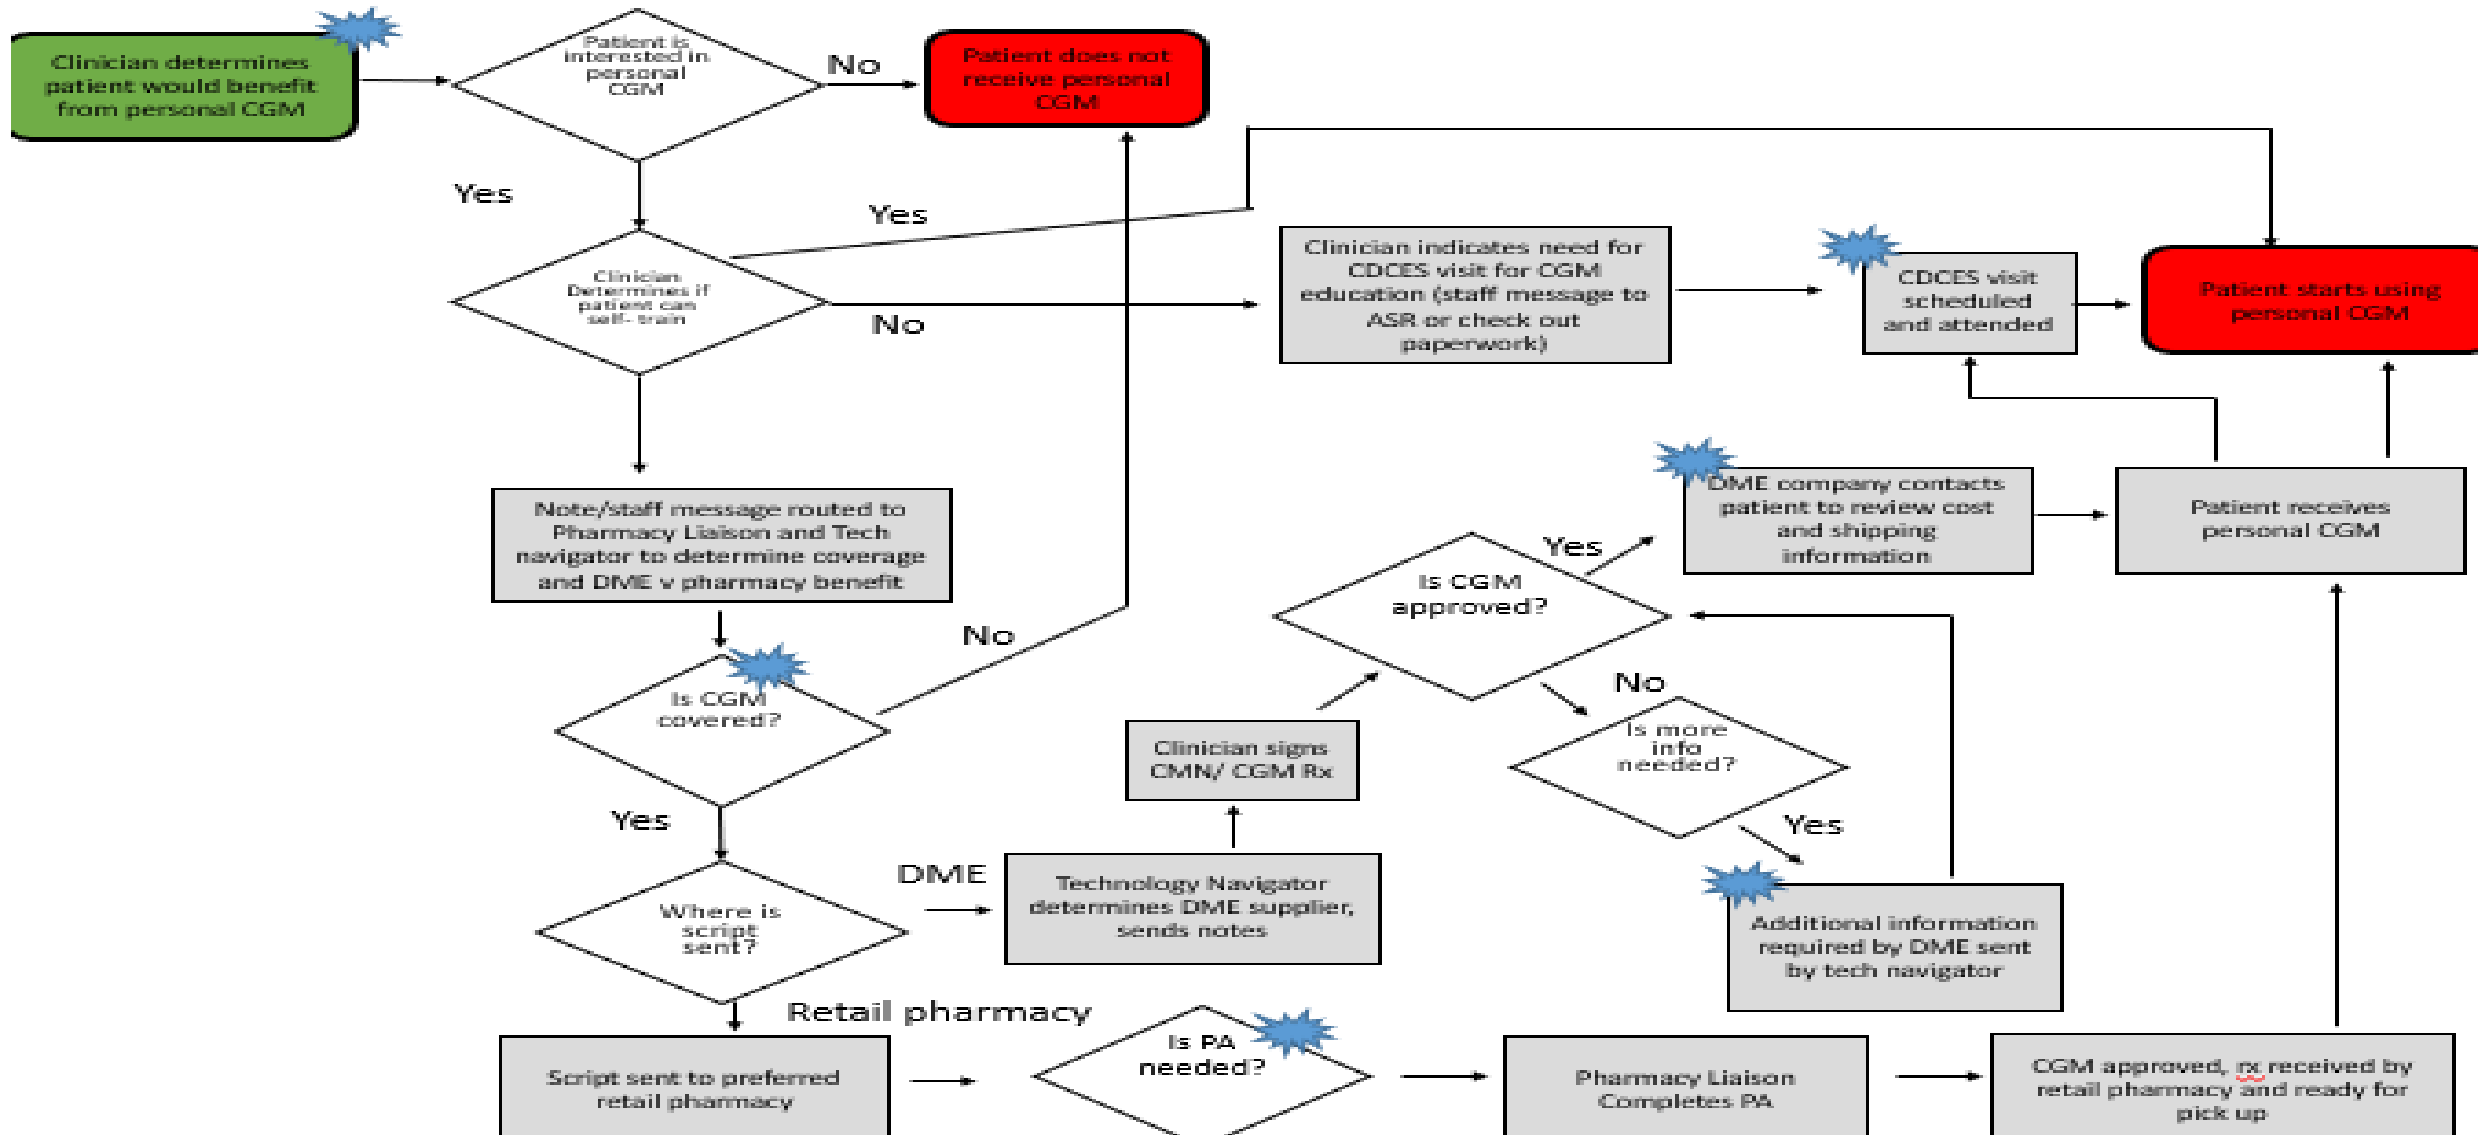 Clinician determines
patient would benefit
from personal CGM
Patient is
interested in
personal
CGM
No
Patient does not
receive personal
CGM
Yes
Yes
Clinician
Determines if
patient can
self- train
No
Clinician indicates need for
CDCES visit for CGM
education (staff message to
ASR or check out
paperwork)
CDCES visit
scheduled
and attended
Patient starts using
personal CGM
Note/staff message routed to
Pharmacy Liaison and Tech
navigator to determine coverage
and DME v pharmacy benefit
Is CGM
covered?
No
Yes
Where is
script
sent?
DME
Technology Navigator
determines DME supplier,
sends notes
Clinician signs
CMN/ CGM Rx
Is CGM
approved?
Yes
DME company contacts
patient to review cost
and shipping
information
Patient receives
personal CGM
No
Is more
info
needed?
Yes
Additional information
required by DME sent
by tech navigator
Retail pharmacy
Script sent to preferred
retail pharmacy
Is PA
needed?
Pharmacy Liaison
Completes PA
CGM approved, rx received by
retail pharmacy and ready for
pick up